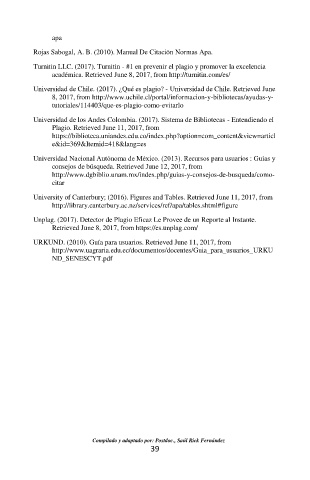 apa
Rojas Sabogal, A. B. (2010). Manual De Citación Normas Apa.
Turnitin LLC. (2017). Turnitin - #1 en prevenir el plagio y promover la excelencia
académica. Retrieved June 8, 2017, from http://turnitin.com/es/
Universidad de Chile. (2017). ¿Qué es plagio? - Universidad de Chile. Retrieved June
8, 2017, from http://www.uchile.cl/portal/informacion-y-bibliotecas/ayudas-y-
tutoriales/114403/que-es-plagio-como-evitarlo
Universidad de los Andes Colombia. (2017). Sistema de Bibliotecas - Entendiendo el
Plagio. Retrieved June 11, 2017, from
https://biblioteca.uniandes.edu.co/index.php?option=com_content&view=articl
e&id=369&Itemid=418&lang=es
Universidad Nacional Autónoma de México. (2013). Recursos para usuarios : Guías y
consejos de búsqueda. Retrieved June 12, 2017, from
http://www.dgbiblio.unam.mx/index.php/guias-y-consejos-de-busqueda/como-
citar
University of Canterbury; (2016). Figures and Tables. Retrieved June 11, 2017, from
http://library.canterbury.ac.nz/services/ref/apa/tables.shtml#figure
Unplag. (2017). Detector de Plagio Eficaz Le Provee de un Reporte al Instante.
Retrieved June 8, 2017, from https://es.unplag.com/
URKUND. (2010). Guía para usuarios. Retrieved June 11, 2017, from
http://www.uagraria.edu.ec/documentos/docentes/Guia_para_usuarios_URKU
ND_SENESCYT.pdf
Compilado y adaptado por: Postdoc., Saúl Rick Fernández
39